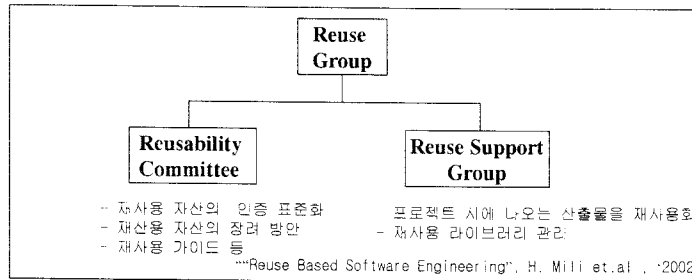 Reuse
Group
Reusability
Committee
Reuse Support
Group
- 재사용 자산의 인증 표준화
- 재산용 자산의 장려 방안
- 재사용 가이드 등
프로젝트 시에 나오는 산출물을 재사용화
- 재사용 라이브러리 관리
"Reuse Based Software Engineering", H. Mili et.al , 2002